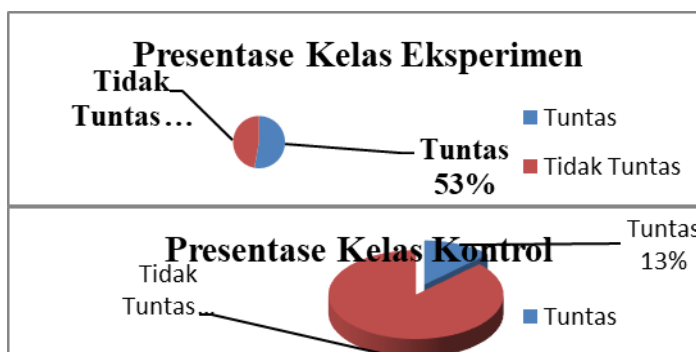 Presentase Kelas Eksperimen
Tidak
Tuntas ...
Tuntas
53%
Tuntas
Tidak Tuntas
Presentase Kelas Kontrol
Tuntas
13%
Tidak
Tuntas ...
Tuntas